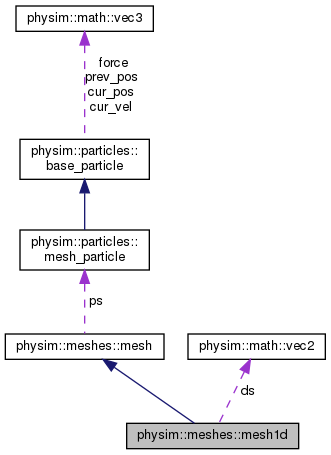 physim::math::vec3
force
prev_pos
cur_pos
cur_vel
physim::particles::
base_particle
physim::particles::
mesh_particle
ps
physim::meshes::mesh
physim::math::vec2
ds
physim::meshes::mesh1d